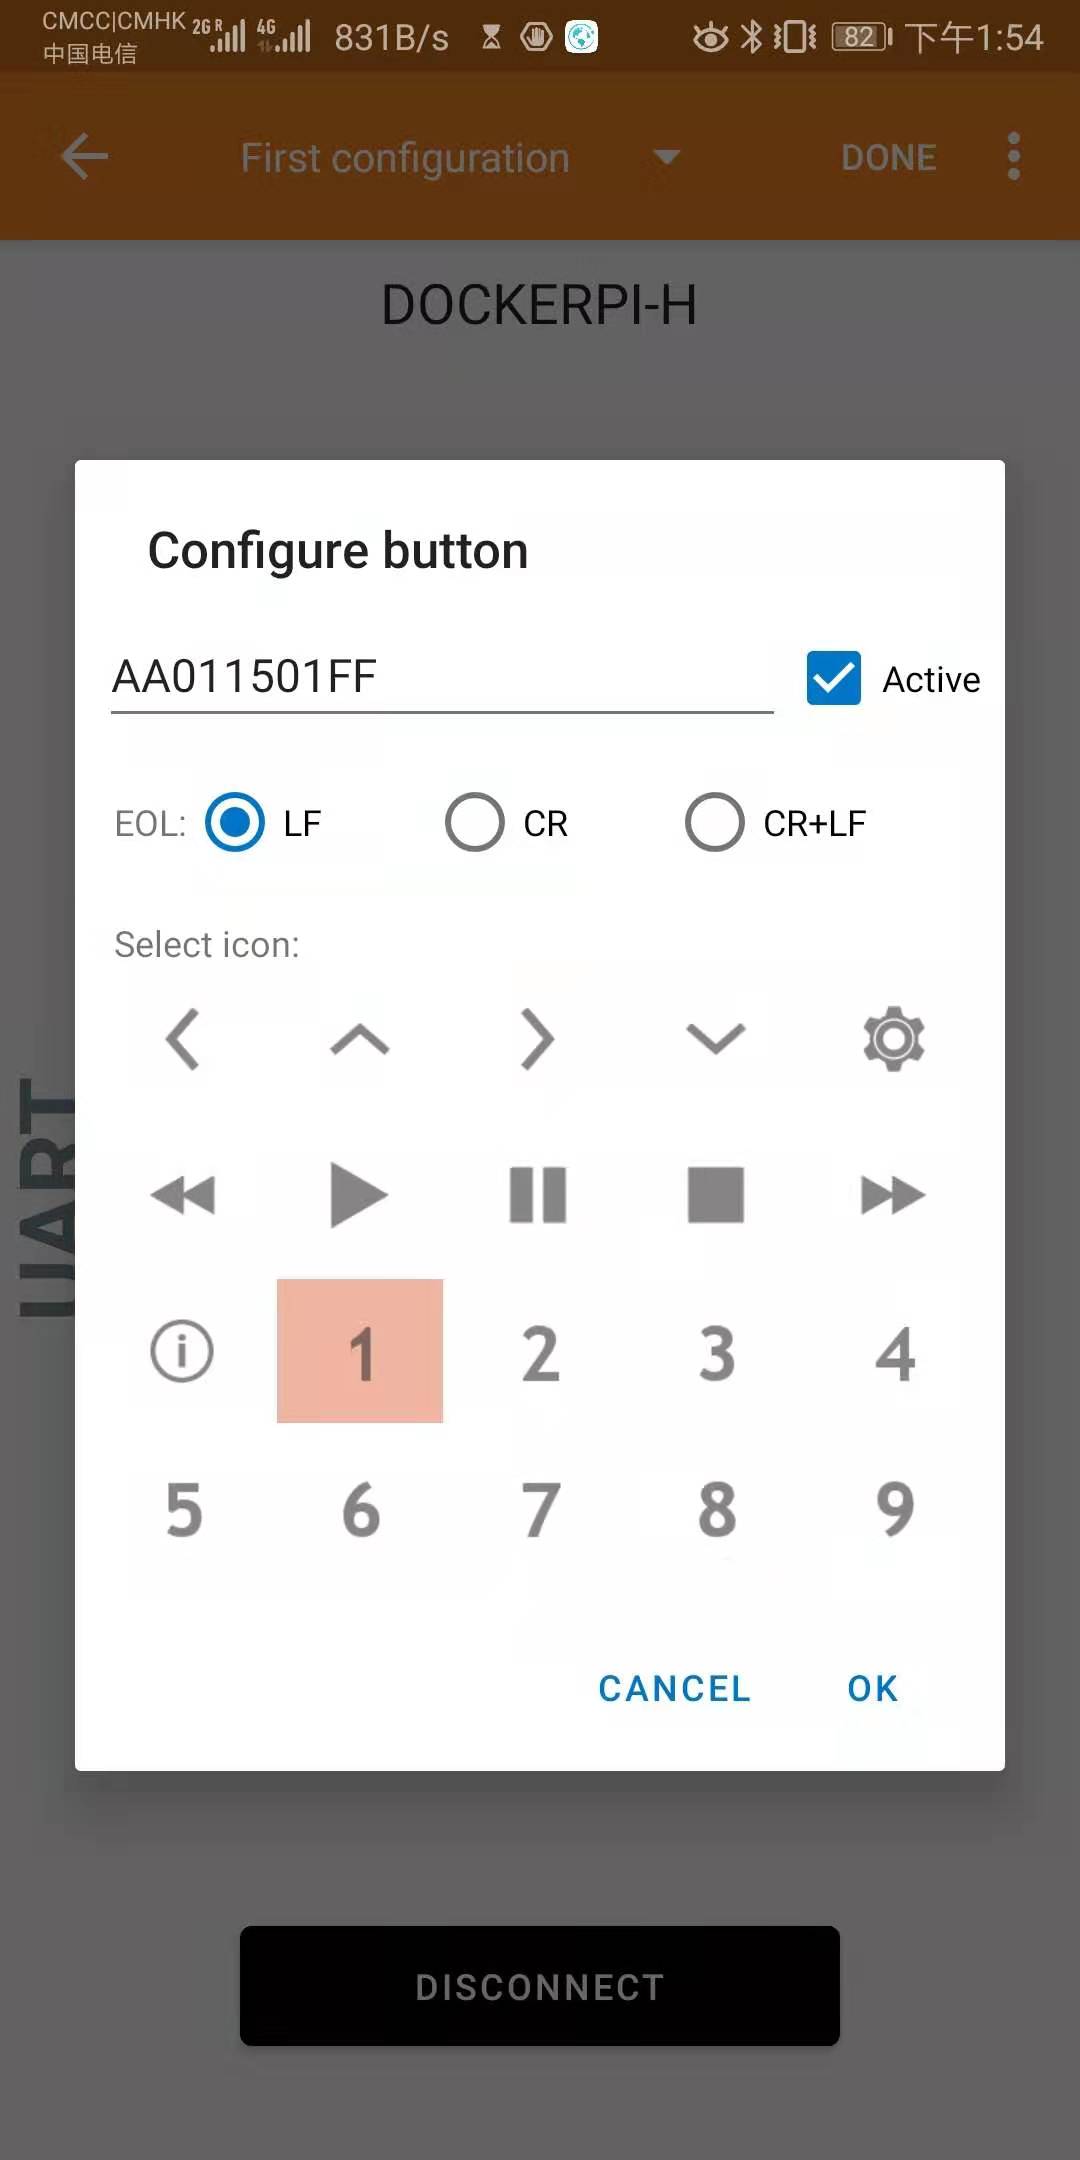 CMCC|CMHK 2G R 4G 831B/s 82 下午1:54
中国电信
First configuration DONE
DOCKERPI-H
Configure button
AA011501FF Active
EOL: LF CR CR+LF
Select icon:
1 2 3 4
5 6 7 8 9
UART
CANCEL OK
DISCONNECT